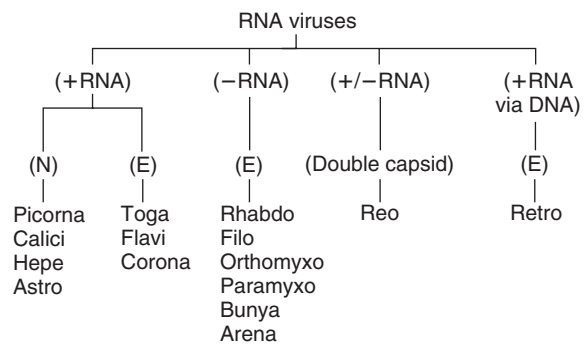 RNA viruses
(+RNA)
(−RNA)
(+/−RNA)
(+RNA
via DNA)
(N)
(E)
(E)
(Double capsid)
(E)
Picorna
Calici
Hepe
Astro
Toga
Flavi
Corona
Rhabdo
Filo
Orthomyxo
Paramyxo
Bunya
Arena
Reo
Retro